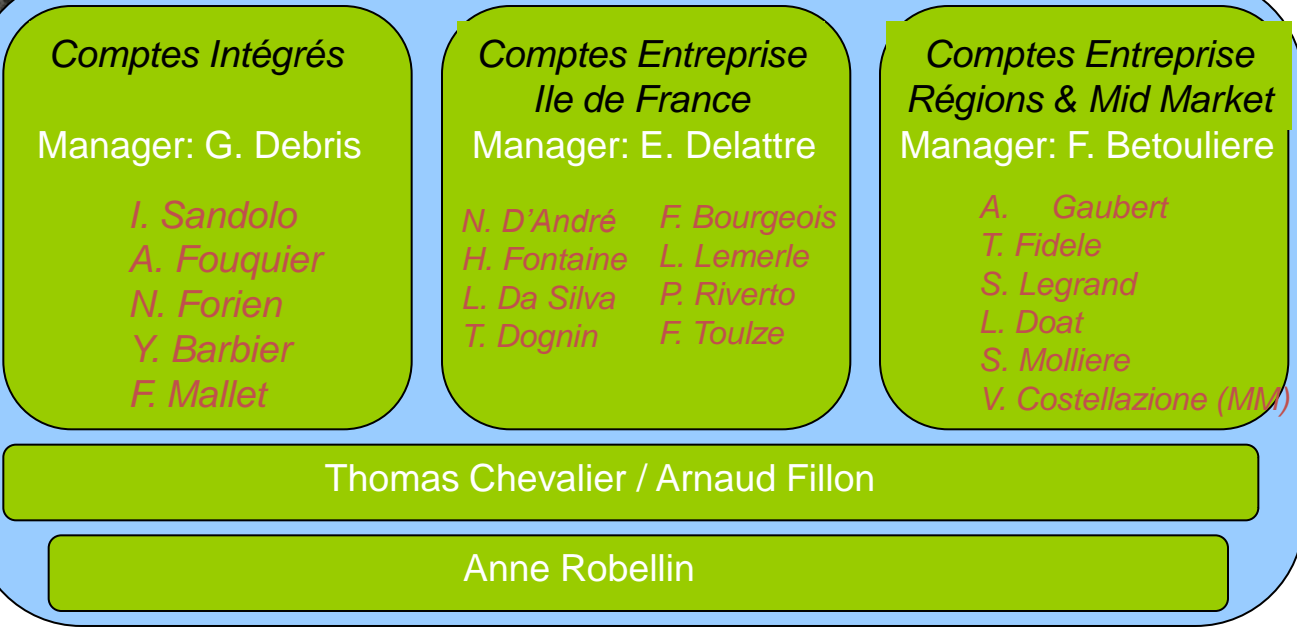 Comptes Intégrés
Manager: G. Debris
I. Sandolo
A. Fouquier
N. Forien
Y. Barbier
F. Mallet
Comptes Entreprise
Ile de France
Manager: E. Delattre
N. D’André
H. Fontaine
L. Da Silva
T. Dognin
F. Bourgeois
L. Lemerle
P. Riverto
F. Toulze
Comptes Entreprise
Régions & Mid Market
Manager: F. Betouliere
A. Gaubert
T. Fidele
S. Legrand
L. Doat
S. Molliere
V. Costellazione (MM)
Thomas Chevalier / Arnaud Fillon
Anne Robellin